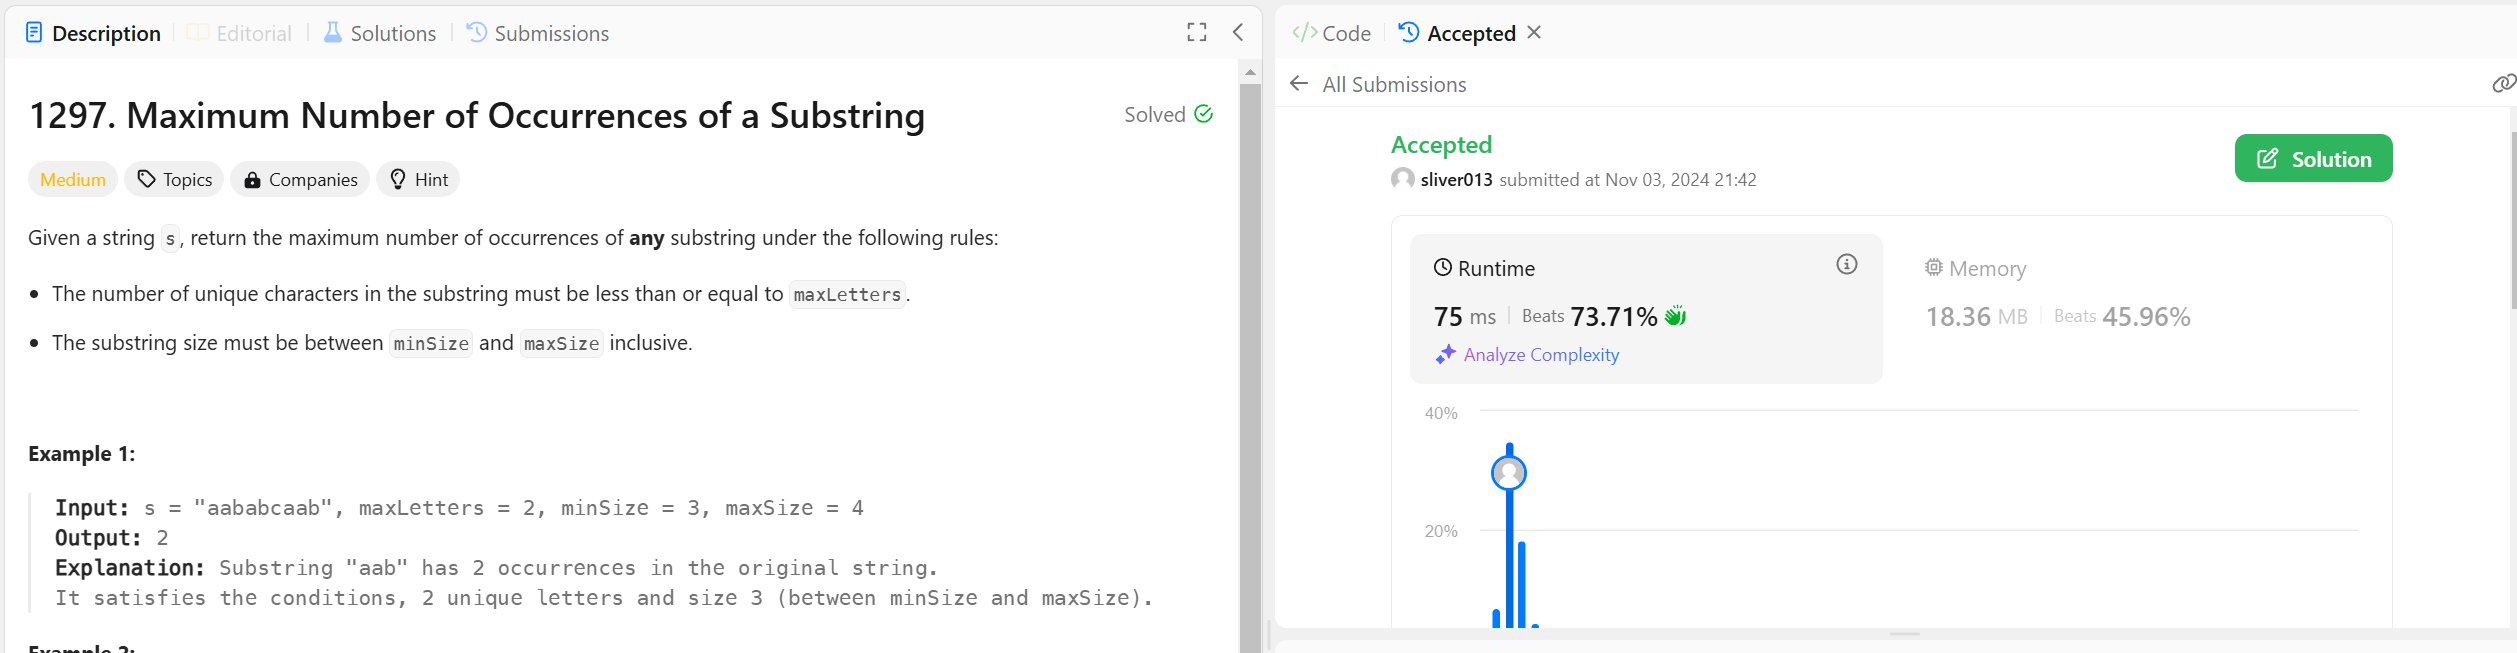 Description
Editorial
Solutions
Submissions
1297. Maximum Number of Occurrences of a Substring
Solved
Medium
Topics
Companies
Hint
Given a string s, return the maximum number of occurrences of any substring under the following rules:
• The number of unique characters in the substring must be less than or equal to maxLetters.
• The substring size must be between minSize and maxSize inclusive.
Example 1:
Input: s = "aababcaab", maxLetters = 2, minSize = 3, maxSize = 4
Output: 2
Explanation: Substring "aab" has 2 occurrences in the original string.
It satisfies the conditions, 2 unique letters and size 3 (between minSize and maxSize).
Example 2:
</> Code
Accepted
All Submissions
Accepted
Solution
sliver013 submitted at Nov 03, 2024 21:42
Runtime
75 ms
Beats 73.71%
Analyze Complexity
Memory
18.36 MB
Beats 45.96%
40%
20%